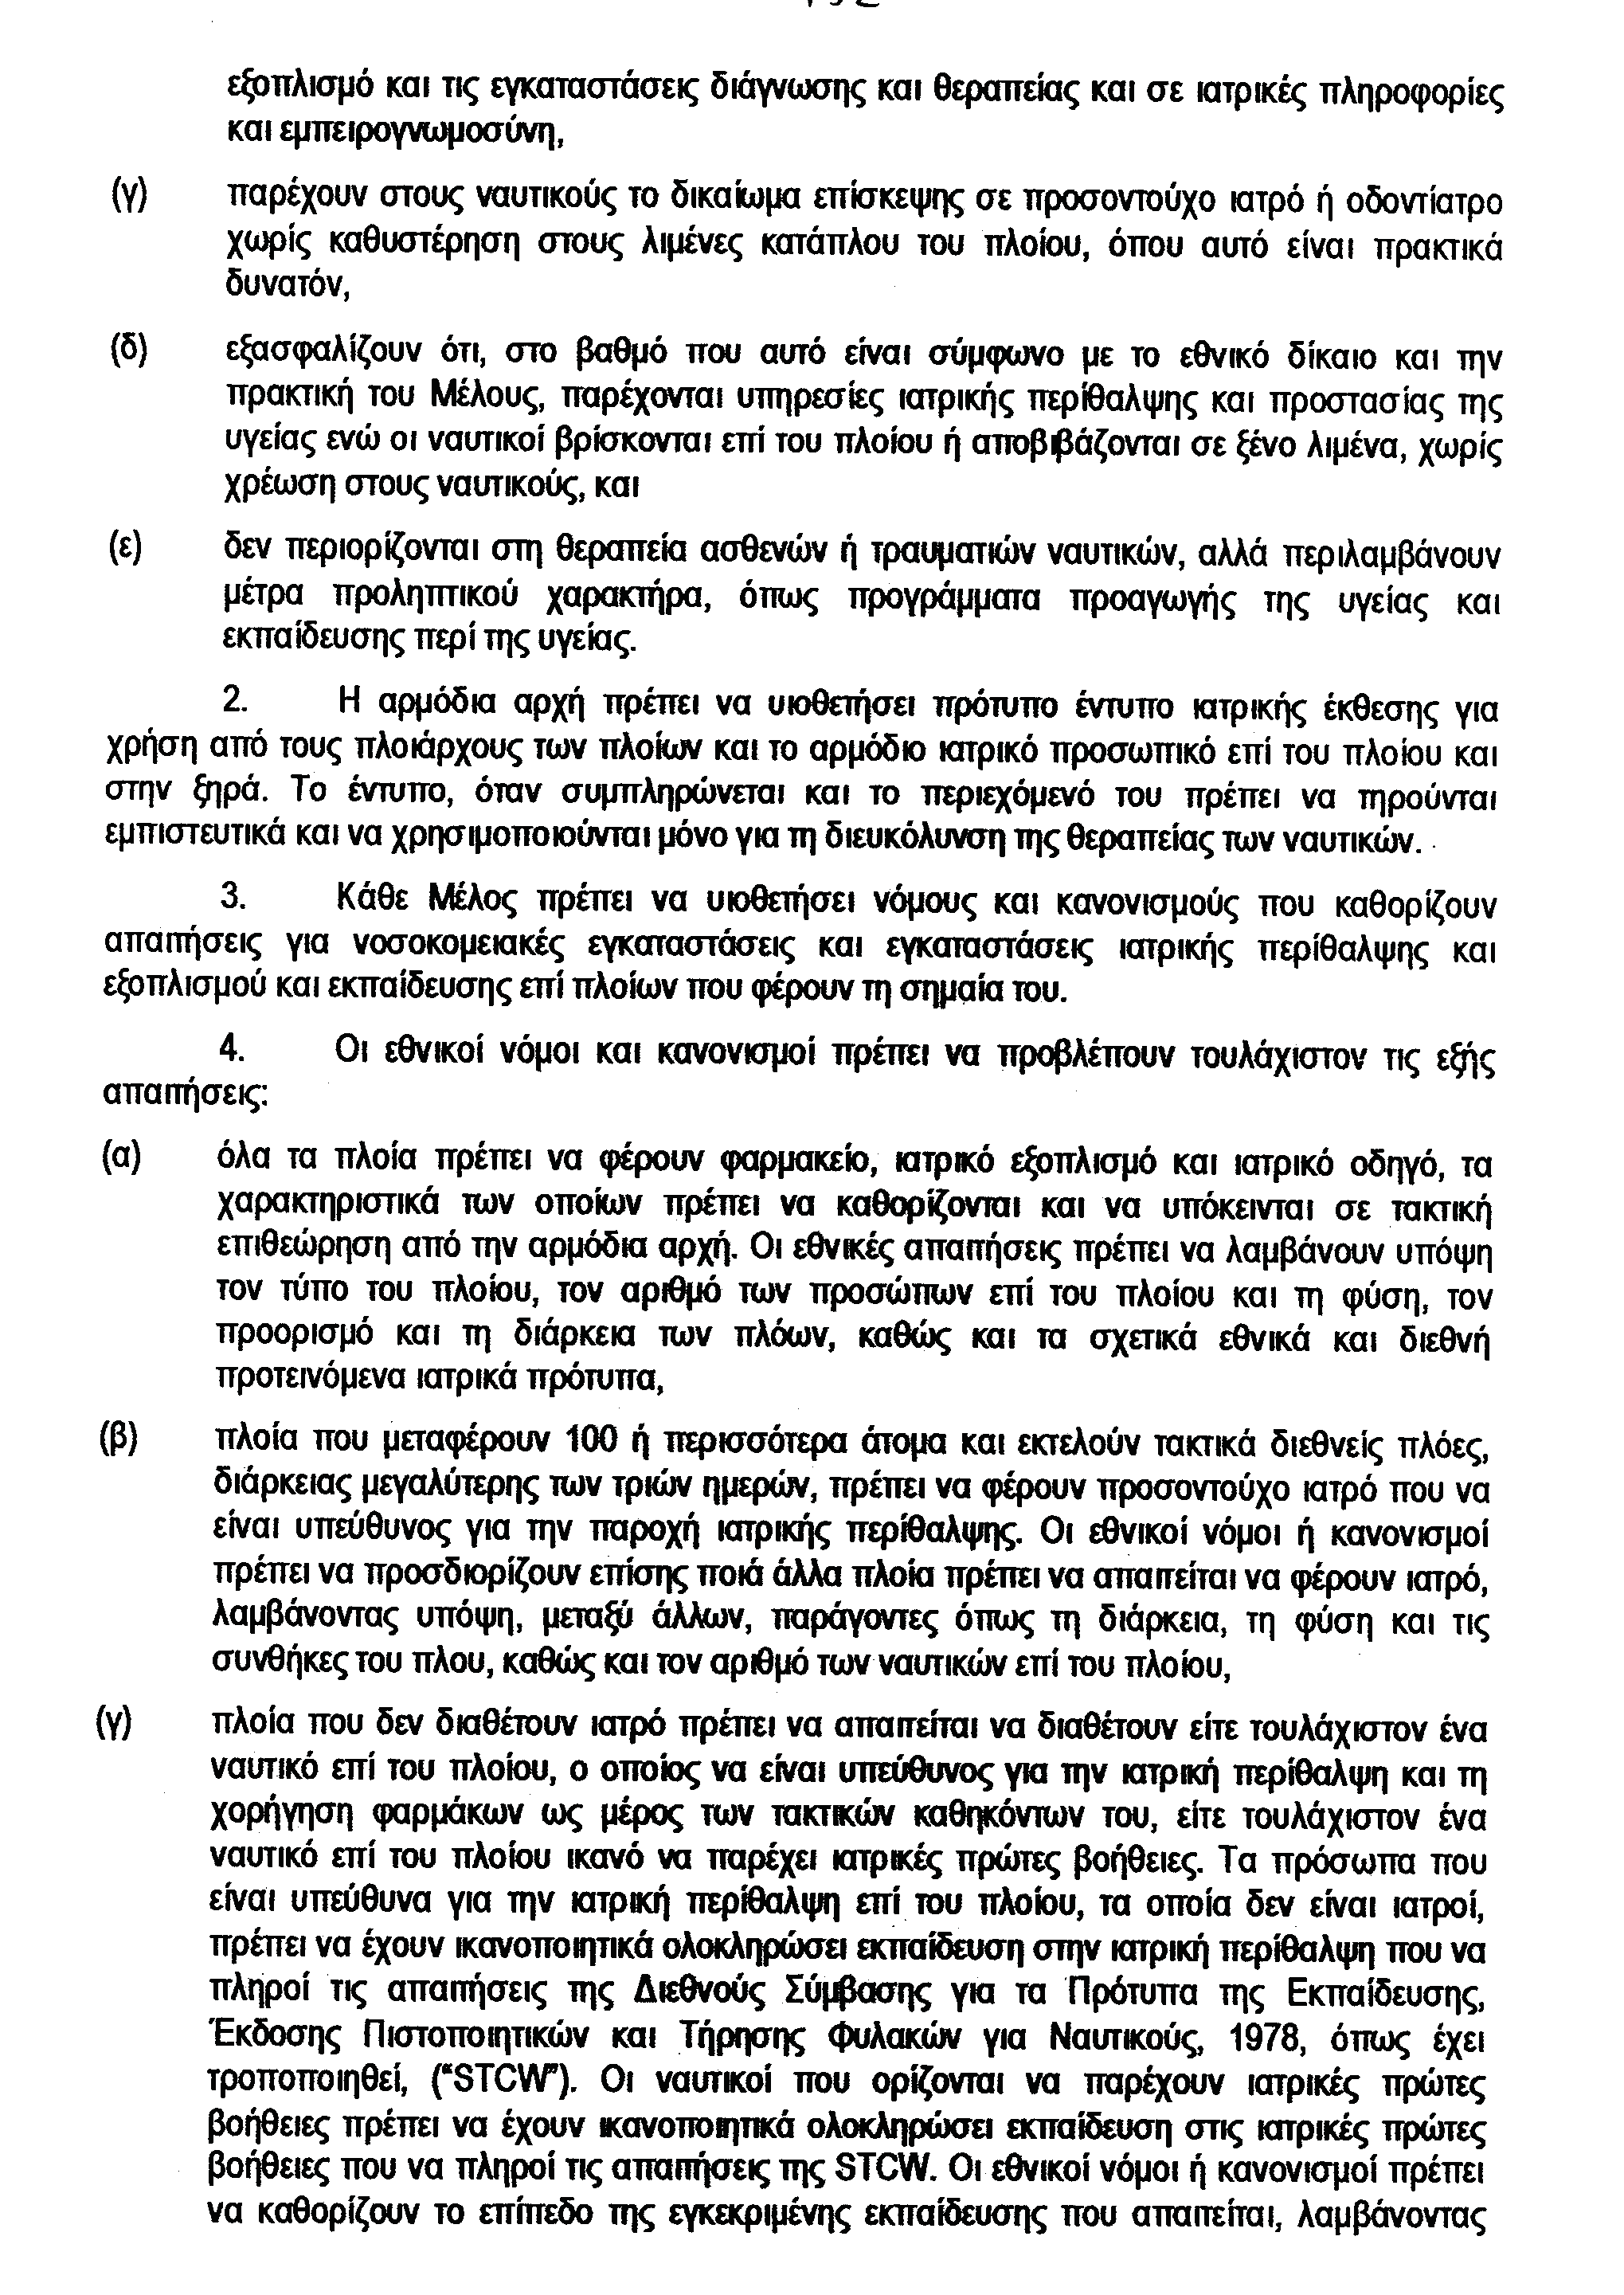 εξοπλισμό και τις εγκαταστάσεις διάγνωσης και θεραπείας και σε ιατρικές πληροφορίες
και εμπειρογνωμοσύνη,
(γ) παρέχουν στους ναυτικούς το δικαίωμα επίσκεψης σε προσοντούχο ιατρό ή οδοντίατρο
χωρίς καθυστέρηση στους λιμένες κατάπλου του πλοίου, όπου αυτό είναι πρακτικά
δυνατόν,
(δ) εξασφαλίζουν ότι, στο βαθμό που αυτό είναι σύμφωνο με το εθνικό δίκαιο και την
πρακτική του Μέλους, παρέχονται υπηρεσίες ιατρικής περίθαλψης και προστασίας της
υγείας ενώ οι ναυτικοί βρίσκονται επί του πλοίου ή αποβιβάζονται σε ξένο λιμένα, χωρίς
χρέωση στους ναυτικούς, και
(ε) δεν περιορίζονται στη θεραπεία ασθενών ή τραυματιών ναυτικών, αλλά περιλαμβάνουν
μέτρα προληπτικού χαρακτήρα, όπως προγράμματα προαγωγής της υγείας και
εκπαίδευσης περί της υγείας.
2. Η αρμόδια αρχή πρέπει να υιοθετήσει πρότυπο έντυπο ιατρικής έκθεσης για
χρήση από τους πλοιάρχους των πλοίων και το αρμόδιο ιατρικό προσωπικό επί του πλοίου και
στην ξηρά. Το έντυπο, όταν συμπληρώνεται και το περιεχόμενό του πρέπει να τηρούνται
εμπιστευτικά και να χρησιμοποιούνται μόνο για τη διευκόλυνση της θεραπείας των ναυτικών.
3. Κάθε Μέλος πρέπει να υιοθετήσει νόμους και κανονισμούς που καθορίζουν
απαιτήσεις για νοσοκομειακές εγκαταστάσεις και εγκαταστάσεις ιατρικής περίθαλψης και
εξοπλισμού και εκπαίδευσης επί πλοίων που φέρουν τη σημαία του.
4. Οι εθνικοί νόμοι και κανονισμοί πρέπει να προβλέπουν τουλάχιστον τις εξής
απαιτήσεις:
(α) όλα τα πλοία πρέπει να φέρουν φαρμακείο, ιατρικό εξοπλισμό και ιατρικό οδηγό, τα
χαρακτηριστικά των οποίων πρέπει να καθορίζονται και να υπόκεινται σε τακτική
επιθεώρηση από την αρμόδια αρχή. Οι εθνικές απαιτήσεις πρέπει να λαμβάνουν υπόψη
τον τύπο του πλοίου, τον αριθμό των προσώπων επί του πλοίου και τη φύση, τον
προορισμό και τη διάρκεια των πλόων, καθώς και τα σχετικά εθνικά και διεθνή
προτεινόμενα ιατρικά πρότυπα,
(β) πλοία που μεταφέρουν 100 ή περισσότερα άτομα και εκτελούν τακτικά διεθνείς πλόες,
διάρκειας μεγαλύτερης των τριών ημερών, πρέπει να φέρουν προσοντούχο ιατρό που να
είναι υπεύθυνος για την παροχή ιατρικής περίθαλψης. Οι εθνικοί νόμοι ή κανονισμοί
πρέπει να προσδιορίζουν επίσης ποιά άλλα πλοία πρέπει να απαιτείται να φέρουν ιατρό,
λαμβάνοντας υπόψη, μεταξύ άλλων, παράγοντες όπως τη διάρκεια, τη φύση και τις
συνθήκες του πλου, καθώς και τον αριθμό των ναυτικών επί του πλοίου,
(γ) πλοία που δεν διαθέτουν ιατρό πρέπει να απαιτείται να διαθέτουν είτε τουλάχιστον ένα
ναυτικό επί του πλοίου, ο οποίος να είναι υπεύθυνος για την ιατρική περίθαλψη και τη
χορήγηση φαρμάκων ως μέρος των τακτικών καθηκόντων του, είτε τουλάχιστον ένα
ναυτικό επί του πλοίου ικανό να παρέχει ιατρικές πρώτες βοήθειες. Τα πρόσωπα που
είναι υπεύθυνα για την ιατρική περίθαλψη επί του πλοίου, τα οποία δεν είναι ιατροί,
πρέπει να έχουν ικανοποιητικά ολοκληρώσει εκπαίδευση στην ιατρική περίθαλψη που να
πληροί τις απαιτήσεις της Διεθνούς Σύμβασης για τα Πρότυπα της Εκπαίδευσης,
Έκδοσης Πιστοποιητικών και Τήρησης Φυλακών για Ναυτικούς, 1978, όπως έχει
τροποποιηθεί, ("STCW"). Οι ναυτικοί που ορίζονται να παρέχουν ιατρικές πρώτες
βοήθειες πρέπει να έχουν ικανοποιητικά ολοκληρώσει εκπαίδευση στις ιατρικές πρώτες
βοήθειες που να πληροί τις απαιτήσεις της STCW. Οι εθνικοί νόμοι ή κανονισμοί πρέπει
να καθορίζουν το επίπεδο της εγκεκριμένης εκπαίδευσης που απαιτείται, λαμβάνοντας